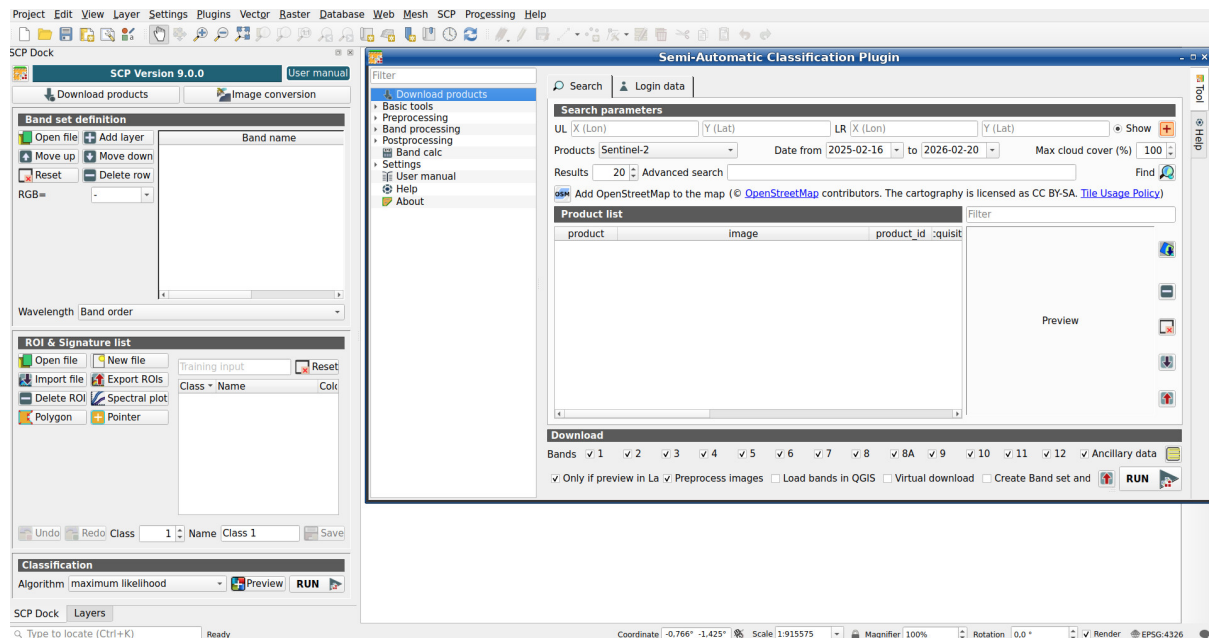 Project Edit View Layer Settings Plugins Vector Raster Database Web Mesh SCP Processing Help
SCP Dock
SCP Version 9.0.0 User manual
Download products Image conversion
Band set definition
Open file Add layer Band name
Move up Move down
Reset Delete row
RGB= -
Wavelength Band order
ROI & Signature list
Open file New file Training input Reset
Import file Export ROIs Class Name Colo
Delete ROI Spectral plot
Polygon Pointer
Undo Redo Class 1 Name Class 1 Save
Classification
Algorithm maximum likelihood Preview RUN
SCP Dock Layers
Semi-Automatic Classification Plugin
Filter
Download products
Basic tools
Preprocessing
Band processing
Postprocessing
Band calc
Settings
User manual
Help
About
Search Login data
Search parameters
UL X (Lon) Y (Lat) LR X (Lon) Y (Lat) Show
Products Sentinel-2 Date from 2025-02-16 to 2026-02-20 Max cloud cover (%) 100
Results 20 Advanced search Find
OSM Add OpenStreetMap to the map (© OpenStreetMap contributors. The cartography is licensed as CC BY-SA. Tile Usage Policy)
Product list Filter
product image product_id :quisit
Preview
Download
Bands 1 2 3 4 5 6 7 8 8A 9 10 11 12 Ancillary data
Only if preview in La Preprocess images Load bands in QGIS Virtual download Create Band set and RUN
Tool
Help
Type to locate (Ctrl+K) Ready Coordinate -0,766° -1,425° Scale 1:915575 Magnifier 100% Rotation 0,0 ° Render EPSG:4326